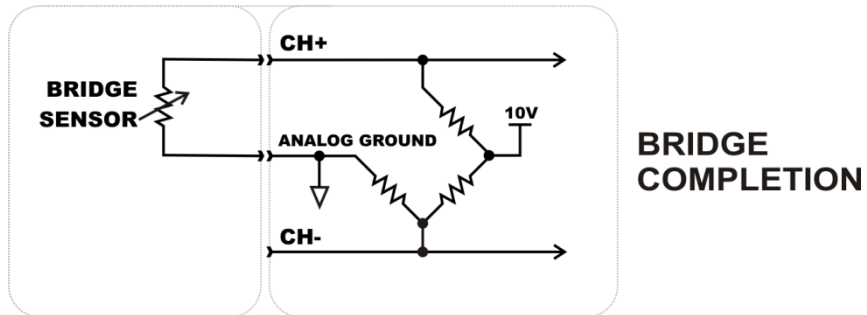 CH+
BRIDGE
SENSOR
10V
ANALOG GROUND
CH-
BRIDGE
COMPLETION